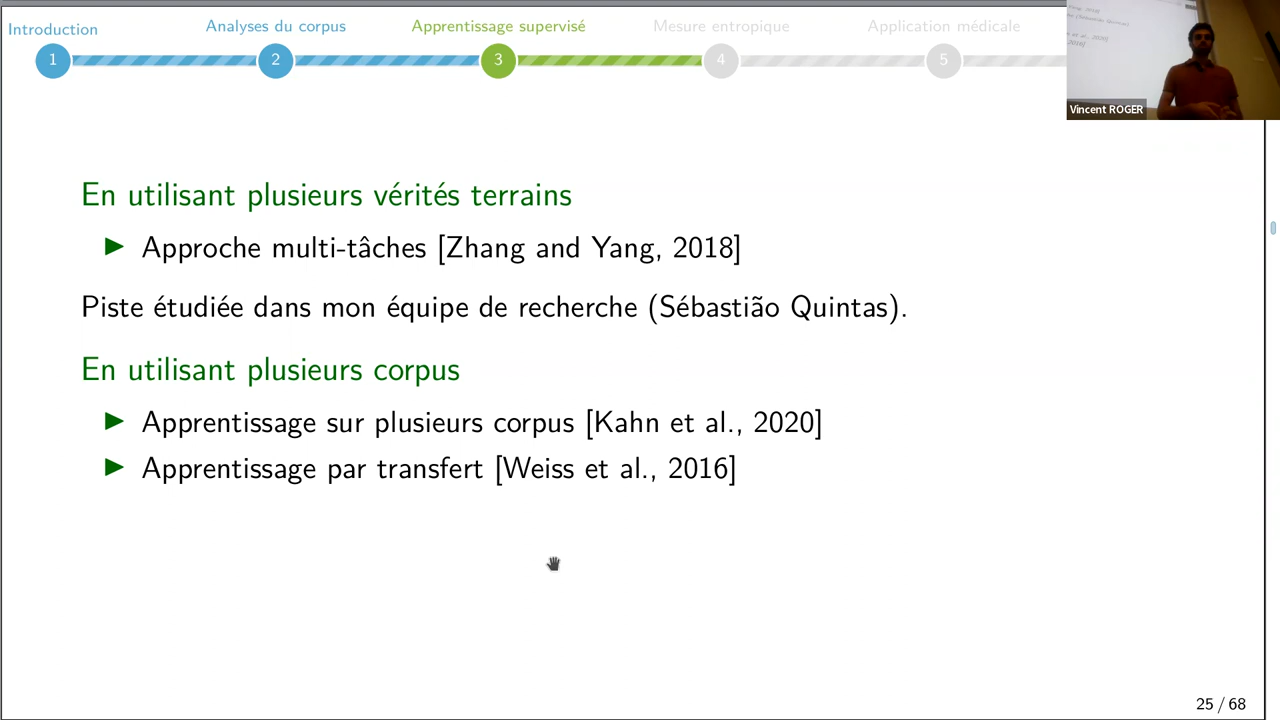 Introduction
Analyses du corpus
Apprentissage supervisé
Mesure entropique
Application médicale
1
2
3
4
5
Vincent ROGER
En utilisant plusieurs vérités terrains
Approche multi-tâches [Zhang and Yang, 2018]
Piste étudiée dans mon équipe de recherche (Sébastião Quintas).
En utilisant plusieurs corpus
Apprentissage sur plusieurs corpus [Kahn et al., 2020]
Apprentissage par transfert [Weiss et al., 2016]
25 / 68